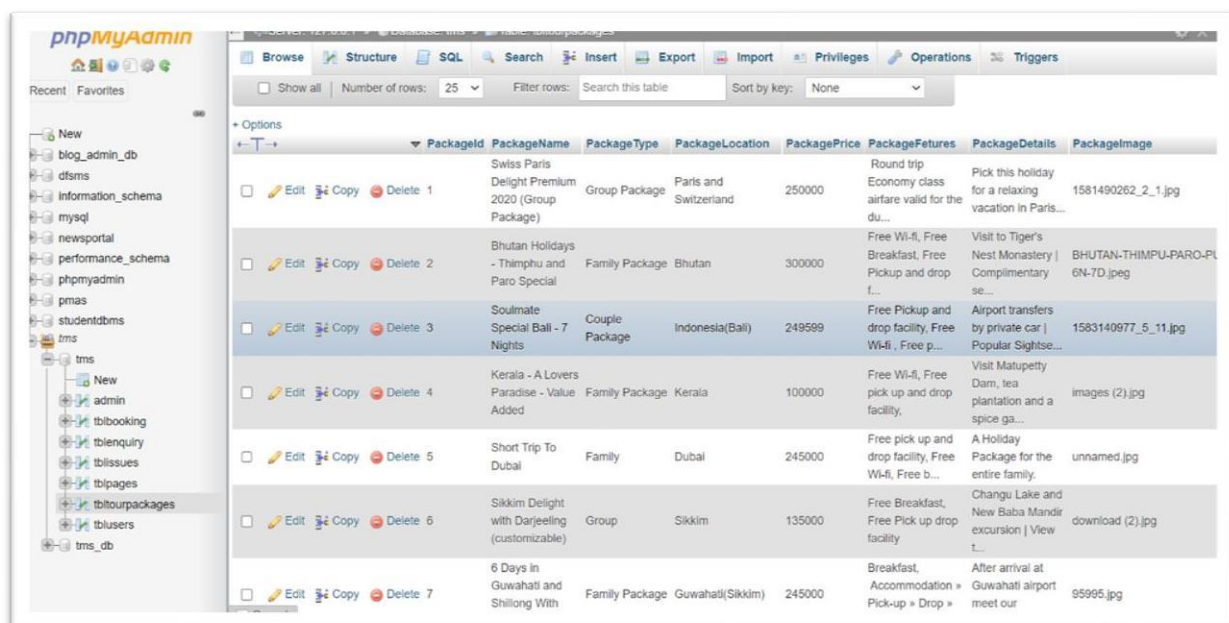 phpMyAdmin
Recent Favorites
New
blog_admin_db
dfsms
information_schema
mysql
newsportal
performance_schema
phpmyadmin
pmas
studentdbms
tms
tms
New
admin
tblbooking
tblenquiry
tblissues
tblpages
tbltourpackages
tblusers
tms_db
Server: 127.0.0.1 » Database: tms » Table: tbltourpackages
Browse Structure SQL Search Insert Export Import Privileges Operations Triggers
Show all Number of rows: 25 Filter rows: Search this table Sort by key: None
+ Options
←T→ PackageId PackageName PackageType PackageLocation PackagePrice PackageFetures PackageDetails PackageImage
Edit Copy Delete 1
Swiss Paris
Delight Premium
2020 (Group
Package)
Group Package
Paris and
Switzerland
250000
Round trip
Economy class
airfare valid for the
du...
Pick this holiday
for a relaxing
vacation in Paris...
1581490262_2_1.jpg
Edit Copy Delete 2
Bhutan Holidays
- Thimphu and
Paro Special
Family Package
Bhutan
300000
Free Wi-fi, Free
Breakfast, Free
Pickup and drop
f...
Visit to Tiger's
Nest Monastery |
Complimentary
se...
BHUTAN-THIMPU-PARO-PU
6N-7D.jpeg
Edit Copy Delete 3
Soulmate
Special Bali - 7
Nights
Couple
Package
Indonesia(Bali)
249599
Free Pickup and
drop facility, Free
Wi-fi , Free p...
Airport transfers
by private car |
Popular Sightse...
1583140977_5_11.jpg
Edit Copy Delete 4
Kerala - A Lovers
Paradise - Value
Added
Family Package
Kerala
100000
Free Wi-fi, Free
pick up and drop
facility,
Visit Matupetty
Dam, tea
plantation and a
spice ga...
images (2).jpg
Edit Copy Delete 5
Short Trip To
Dubai
Family
Dubai
245000
Free pick up and
drop facility, Free
Wi-fi, Free b...
A Holiday
Package for the
entire family.
unnamed.jpg
Edit Copy Delete 6
Sikkim Delight
with Darjeeling
(customizable)
Group
Sikkim
135000
Free Breakfast,
Free Pick up drop
facility
Changu Lake and
New Baba Mandir
excursion | View
t...
download (2).jpg
Edit Copy Delete 7
6 Days in
Guwahati and
Shillong With
Family Package
Guwahati(Sikkim)
245000
Breakfast,
Accommodation »
Pick-up » Drop »
After arrival at
Guwahati airport
meet our
95995.jpg